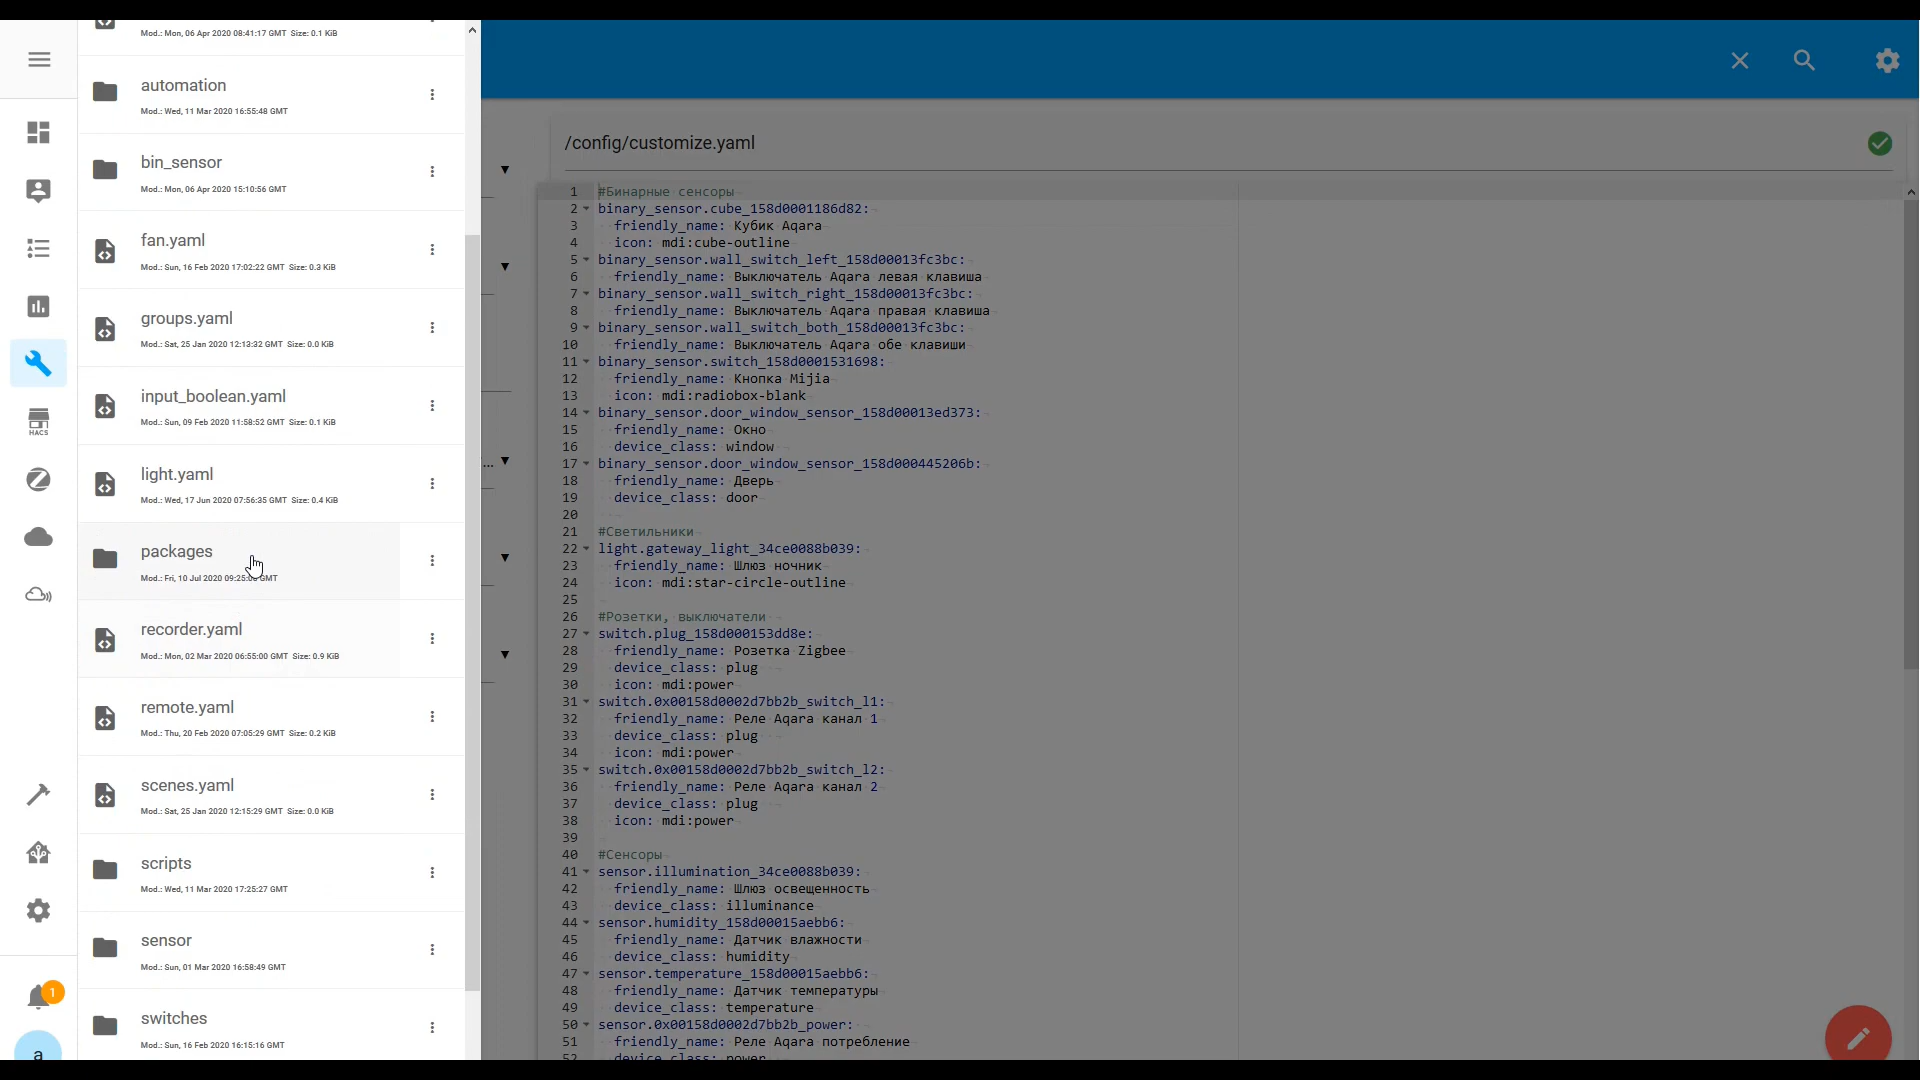 Mod.: Mon, 06 Apr 2020 08:41:17 GMT Size: 0.1 KiB
automation
Mod.: Wed, 11 Mar 2020 16:55:48 GMT
bin_sensor
Mod.: Mon, 06 Apr 2020 15:10:56 GMT
fan.yaml
Mod.: Sun, 16 Feb 2020 17:02:22 GMT Size: 0.3 KiB
groups.yaml
Mod.: Sat, 25 Jan 2020 12:13:32 GMT Size: 0.0 KiB
input_boolean.yaml
Mod.: Sun, 09 Feb 2020 11:58:52 GMT Size: 0.1 KiB
light.yaml
Mod.: Wed, 17 Jun 2020 07:56:35 GMT Size: 0.4 KiB
packages
Mod.: Fri, 10 Jul 2020 GMT
recorder.yaml
Mod.: Mon, 02 Mar 2020 06:55:00 GMT Size: 0.9 KiB
remote.yaml
Mod.: Thu, 20 Feb 2020 07:05:29 GMT Size: 0.2 KiB
scenes.yaml
Mod.: Sat, 25 Jan 2020 12:15:29 GMT Size: 0.0 KiB
scripts
Mod.: Wed, 11 Mar 2020 17:25:27 GMT
sensor
Mod.: Sun, 01 Mar 2020 16:58:49 GMT
switches
Mod.: Sun, 16 Feb 2020 16:15:16 GMT
HACS
1
a
...
/config/customize.yaml
1 #Бинарные сенсоры
2 binary_sensor.cube_158d0001186d82:
3 friendly_name: Кубик Aqara
4 icon: mdi:cube-outline
5 binary_sensor.wall_switch_left_158d00013fc3bc:
6 friendly_name: Выключатель Aqara левая клавиша
7 binary_sensor.wall_switch_right_158d00013fc3bc:
8 friendly_name: Выключатель Aqara правая клавиша
9 binary_sensor.wall_switch_both_158d00013fc3bc:
10 friendly_name: Выключатель Aqara обе клавиши
11 binary_sensor.switch_158d0001531698:
12 friendly_name: Кнопка Mijia
13 icon: mdi:radiobox-blank
14 binary_sensor.door_window_sensor_158d00013ed373:
15 friendly_name: Окно
16 device_class: window
17 binary_sensor.door_window_sensor_158d000445206b:
18 friendly_name: Дверь
19 device_class: door
20
21 #Светильники
22 light.gateway_light_34ce0088b039:
23 friendly_name: Шлюз ночник
24 icon: mdi:star-circle-outline
25
26 #Розетки, выключатели
27 switch.plug_158d000153dd8e:
28 friendly_name: Розетка Zigbee
29 device_class: plug
30 icon: mdi:power
31 switch.0x00158d0002d7bb2b_switch_l1:
32 friendly_name: Реле Aqara канал 1
33 device_class: plug
34 icon: mdi:power
35 switch.0x00158d0002d7bb2b_switch_l2:
36 friendly_name: Реле Aqara канал 2
37 device_class: plug
38 icon: mdi:power
39
40 #Сенсоры
41 sensor.illumination_34ce0088b039:
42 friendly_name: Шлюз освещенность
43 device_class: illuminance
44 sensor.humidity_158d00015aebb6:
45 friendly_name: Датчик влажности
46 device_class: humidity
47 sensor.temperature_158d00015aebb6:
48 friendly_name: Датчик температуры
49 device_class: temperature
50 sensor.0x00158d0002d7bb2b_power:
51 friendly_name: Реле Aqara потребление
52 device_class: power